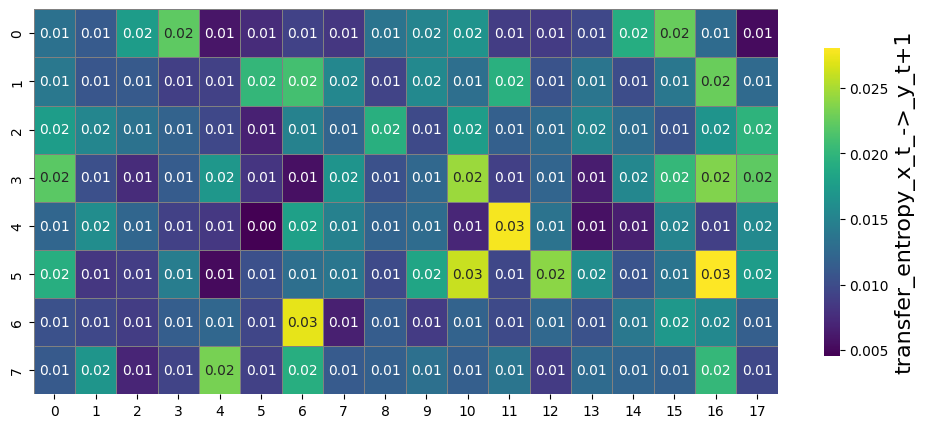 0 0.01 0.01 0.02 0.02 0.01 0.01 0.01 0.01 0.01 0.02 0.02 0.01 0.01 0.01 0.02 0.02 0.01 0.01
1 0.01 0.01 0.01 0.01 0.01 0.02 0.02 0.02 0.01 0.02 0.01 0.02 0.01 0.01 0.01 0.01 0.02 0.01
2 0.02 0.02 0.01 0.01 0.01 0.01 0.01 0.01 0.02 0.01 0.02 0.01 0.01 0.02 0.01 0.01 0.02 0.02
3 0.02 0.01 0.01 0.01 0.02 0.01 0.01 0.02 0.01 0.01 0.02 0.01 0.01 0.01 0.02 0.02 0.02 0.02
4 0.01 0.02 0.01 0.01 0.01 0.00 0.02 0.01 0.01 0.01 0.01 0.03 0.01 0.01 0.01 0.02 0.01 0.02
5 0.02 0.01 0.01 0.01 0.01 0.01 0.01 0.01 0.01 0.02 0.03 0.01 0.02 0.02 0.01 0.01 0.03 0.02
6 0.01 0.01 0.01 0.01 0.01 0.01 0.03 0.01 0.01 0.01 0.01 0.01 0.01 0.01 0.01 0.02 0.02 0.01
7 0.01 0.02 0.01 0.01 0.02 0.01 0.02 0.01 0.01 0.01 0.01 0.01 0.01 0.01 0.01 0.01 0.02 0.01
0 1 2 3 4 5 6 7 8 9 10 11 12 13 14 15 16 17
0.025
0.020
0.015
0.010
0.005
transfer_entropy_x_t_->_y_t+1